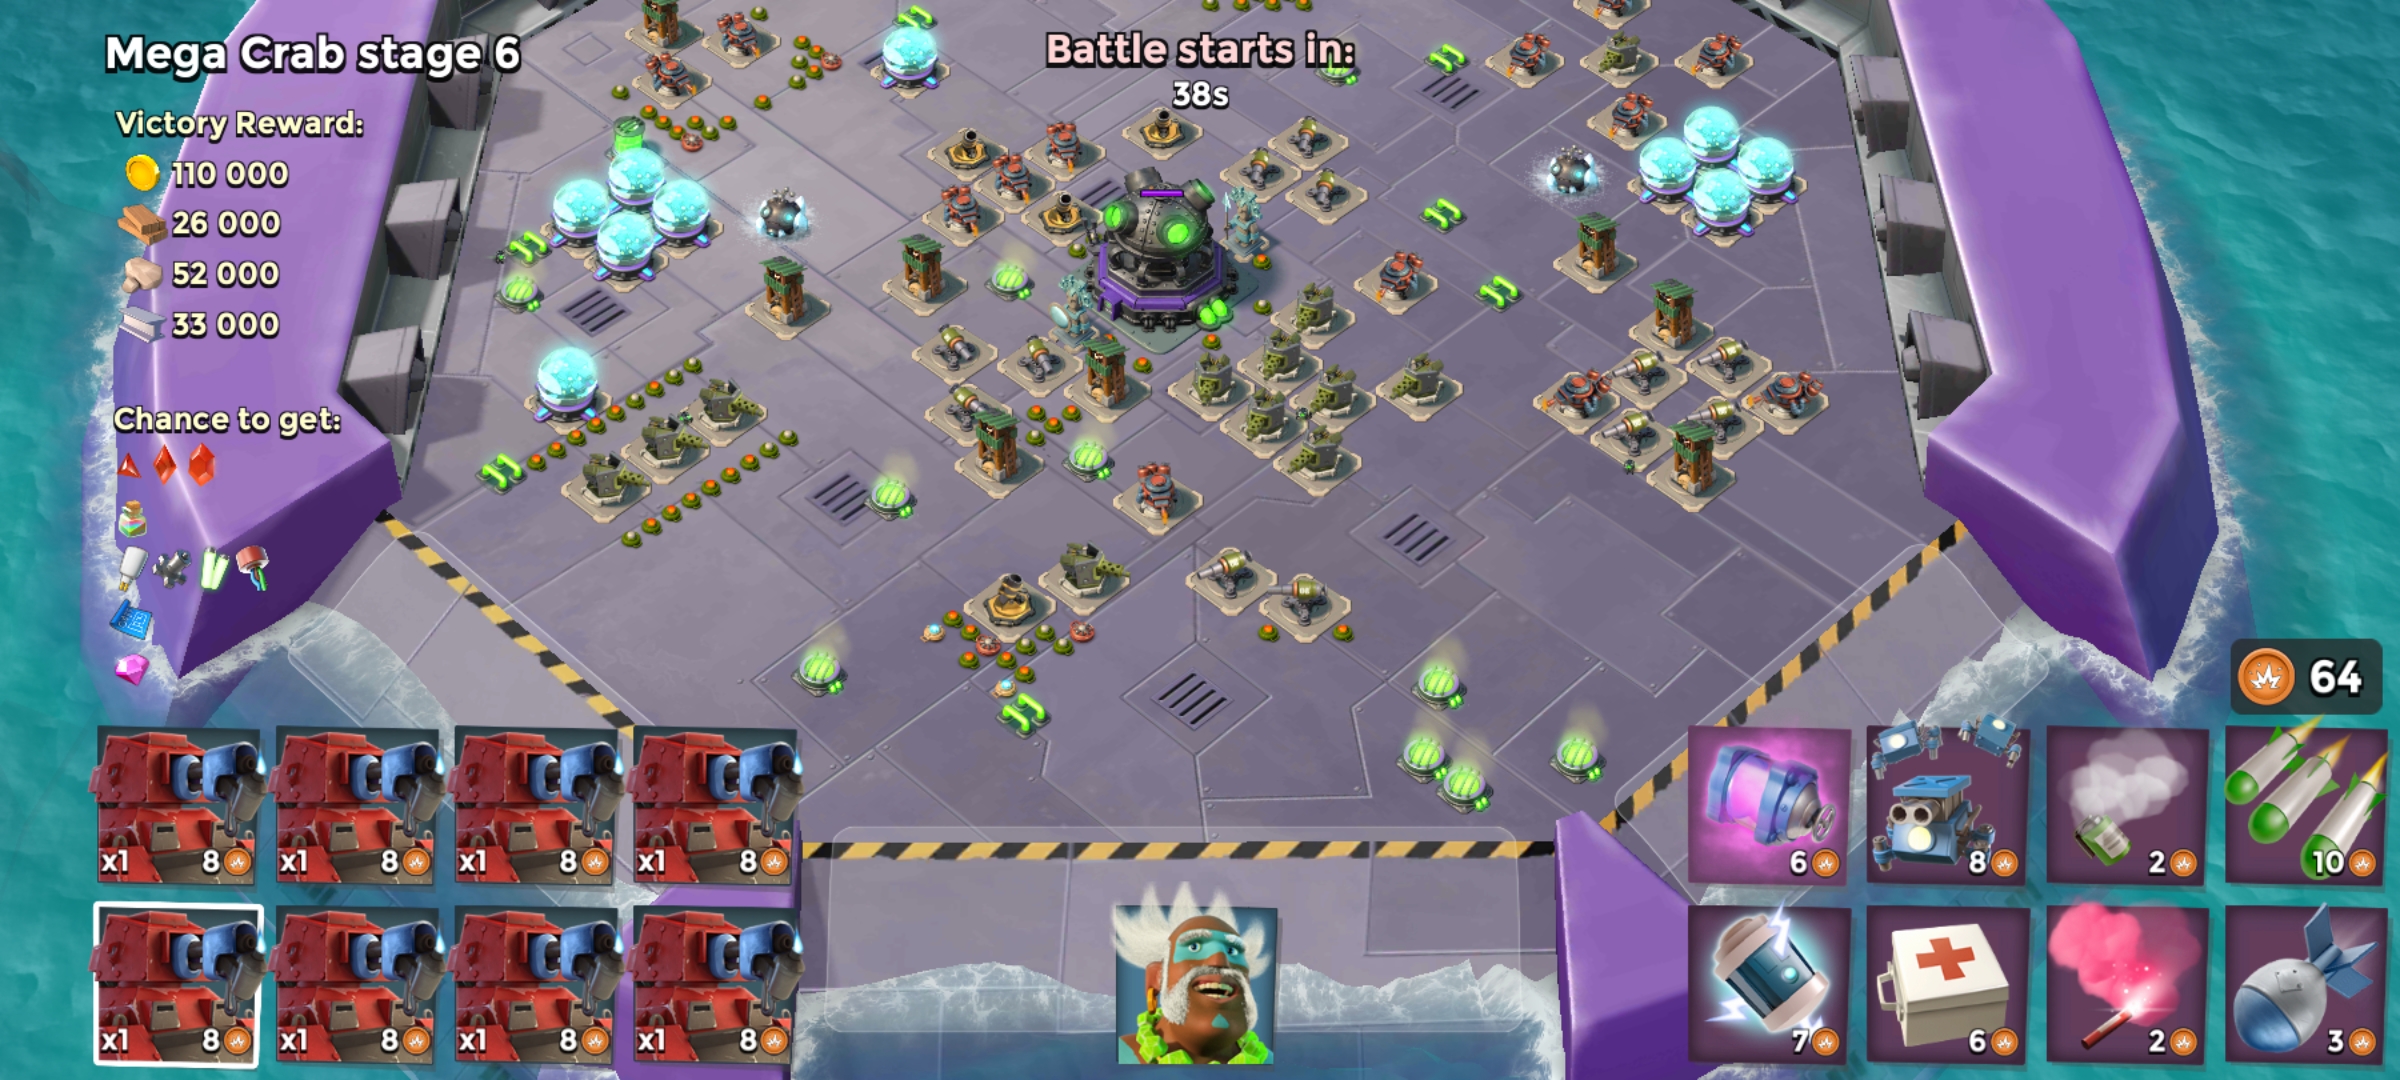 Mega Crab stage 6
Battle starts in:
38s
Victory Reward:
110 000
26 000
52 000
33 000
Chance to get:
64
x1 8
x1 8
x1 8
x1 8
6
8
2
10
x1 8
x1 8
x1 8
x1 8
7
6
2
3